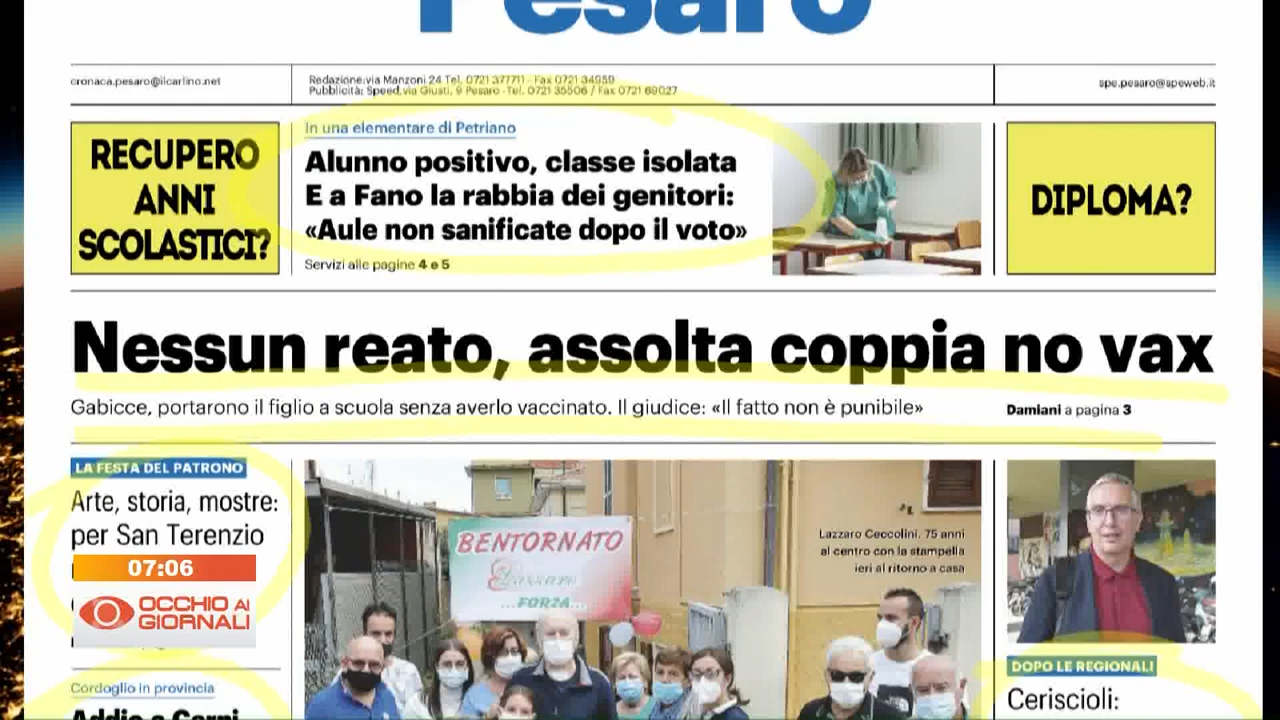 Pesaro
cronaca.pesaro@ilcarlino.net
Redazione: via Manzoni 24 Tel. 0721 377711 - Fax 0721 34959
Pubblicità: Speed, via Giusti, 9 Pesaro - Tel. 0721 35506 / Fax 0721 69027
spe.pesaro@speweb.it
RECUPERO
ANNI
SCOLASTICI?
In una elementare di Petriano
Alunno positivo, classe isolata
E a Fano la rabbia dei genitori:
«Aule non sanificate dopo il voto»
Servizi alle pagine 4 e 5
DIPLOMA?
Nessun reato, assolta coppia no vax
Gabicce, portarono il figlio a scuola senza averlo vaccinato. Il giudice: «Il fatto non è punibile»
Damiani a pagina 3
LA FESTA DEL PATRONO
Arte, storia, mostre:
per San Terenzio
07:06
OCCHIO AI
GIORNALI
Cordoglio in provincia
BENTORNATO
Lazzaro
...FORZA...
Lazzaro Ceccolini, 75 anni
al centro con la stampella
ieri al ritorno a casa
DOPO LE REGIONALI
Ceriscioli: